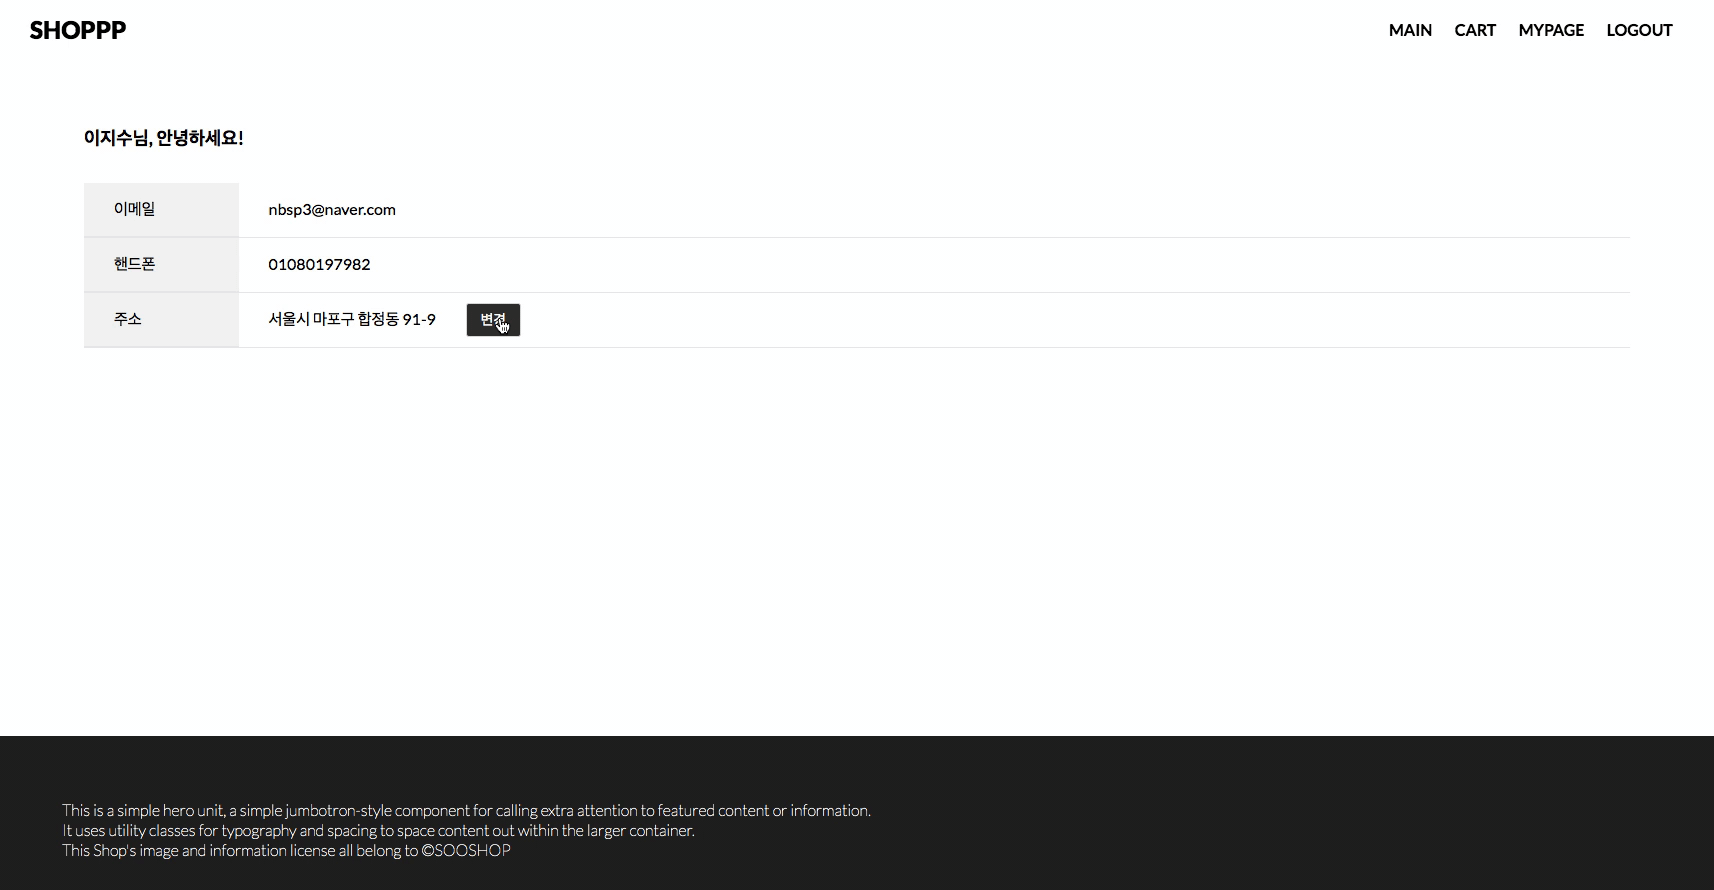 SHOPPP
MAIN CART MYPAGE LOGOUT
이지수님, 안녕하세요!
이메일 nbsp3@naver.com
핸드폰 01080197982
주소 서울시 마포구 합정동 91-9 변경
This is a simple hero unit, a simple jumbotron-style component for calling extra attention to featured content or information.
It uses utility classes for typography and spacing to space content out within the larger container.
This Shop's image and information license all belong to ©SOOSHOP